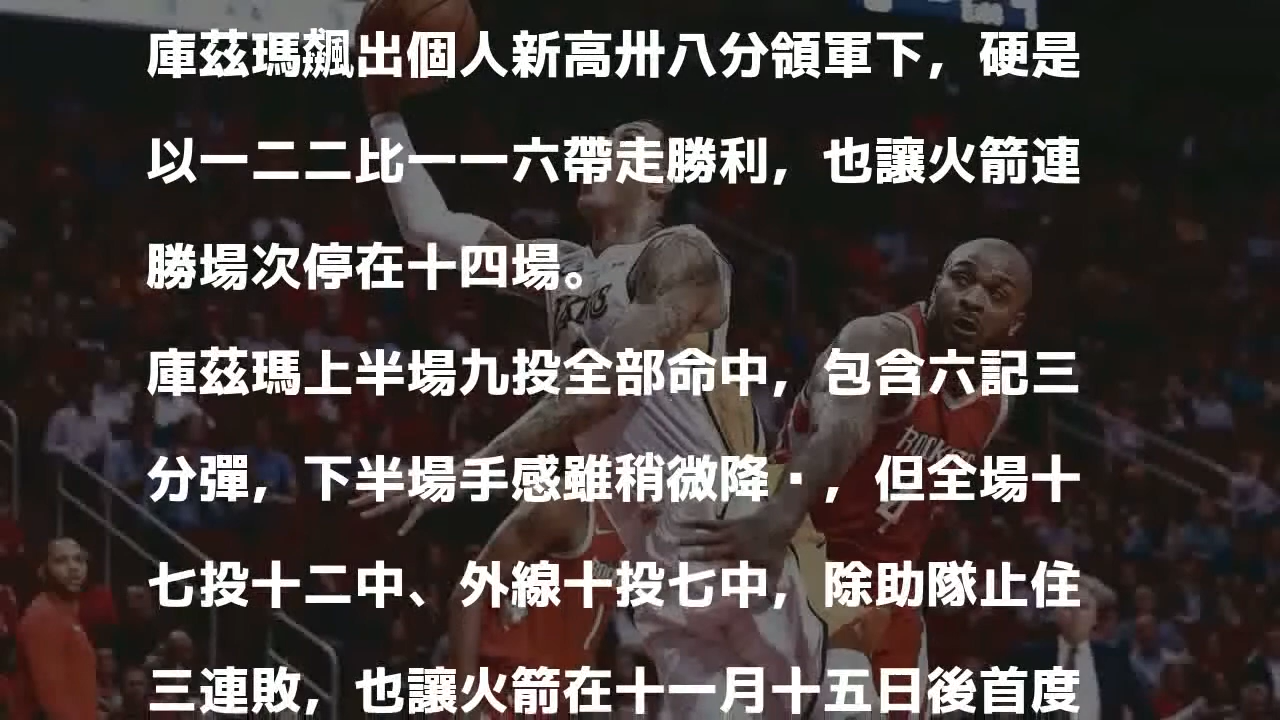 庫茲瑪飆出個人新高卅八分領軍下，硬是
以一二二比一一六帶走勝利，也讓火箭連
勝場次停在十四場。
庫茲瑪上半場九投全部命中，包含六記三
分彈，下半場手感雖稍微降▪，但全場十
七投十二中、外線十投七中，除助隊止住
三連敗，也讓火箭在十一月十五日後首度
ROCKETS
4